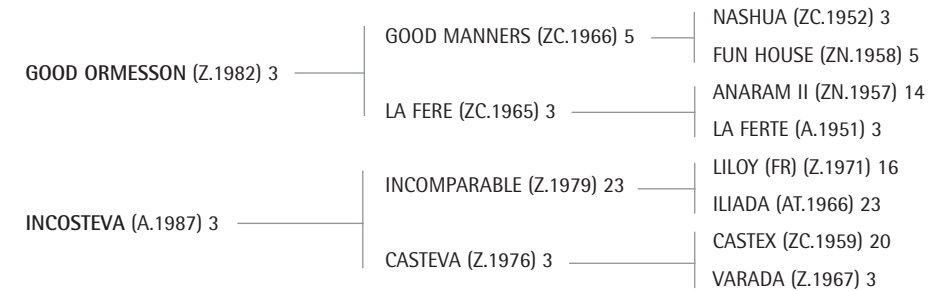 GOOD ORMESSON (Z.1982) 3
GOOD MANNERS (ZC.1966) 5
NASHUA (ZC.1952) 3
FUN HOUSE (ZN.1958) 5
LA FERE (ZC.1965) 3
ANARAM II (ZN.1957) 14
LA FERTE (A.1951) 3
INCOSTEVA (A.1987) 3
INCOMPARABLE (Z.1979) 23
LILOY (FR) (Z.1971) 16
ILIADA (AT.1966) 23
CASTEVA (Z.1976) 3
CASTEX (ZC.1959) 20
VARADA (Z.1967) 3